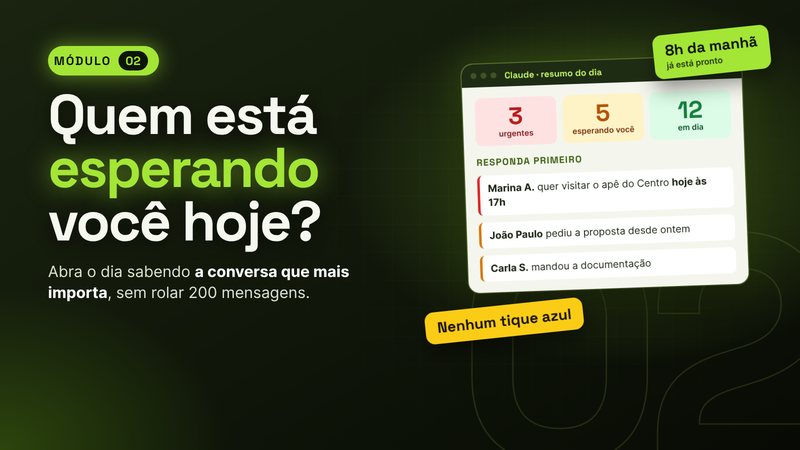 MÓDULO 02
Quem está
esperando
você hoje?
Abra o dia sabendo a conversa que mais
importa, sem rolar 200 mensagens.
8h da manhã
já está pronto
Claude · resumo do dia
3
urgentes
5
esperando você
12
em dia
RESPONDA PRIMEIRO
Marina A. quer visitar o apê do Centro hoje às
17h
João Paulo pediu a proposta desde ontem
Carla S. mandou a documentação
Nenhum tique azul
02